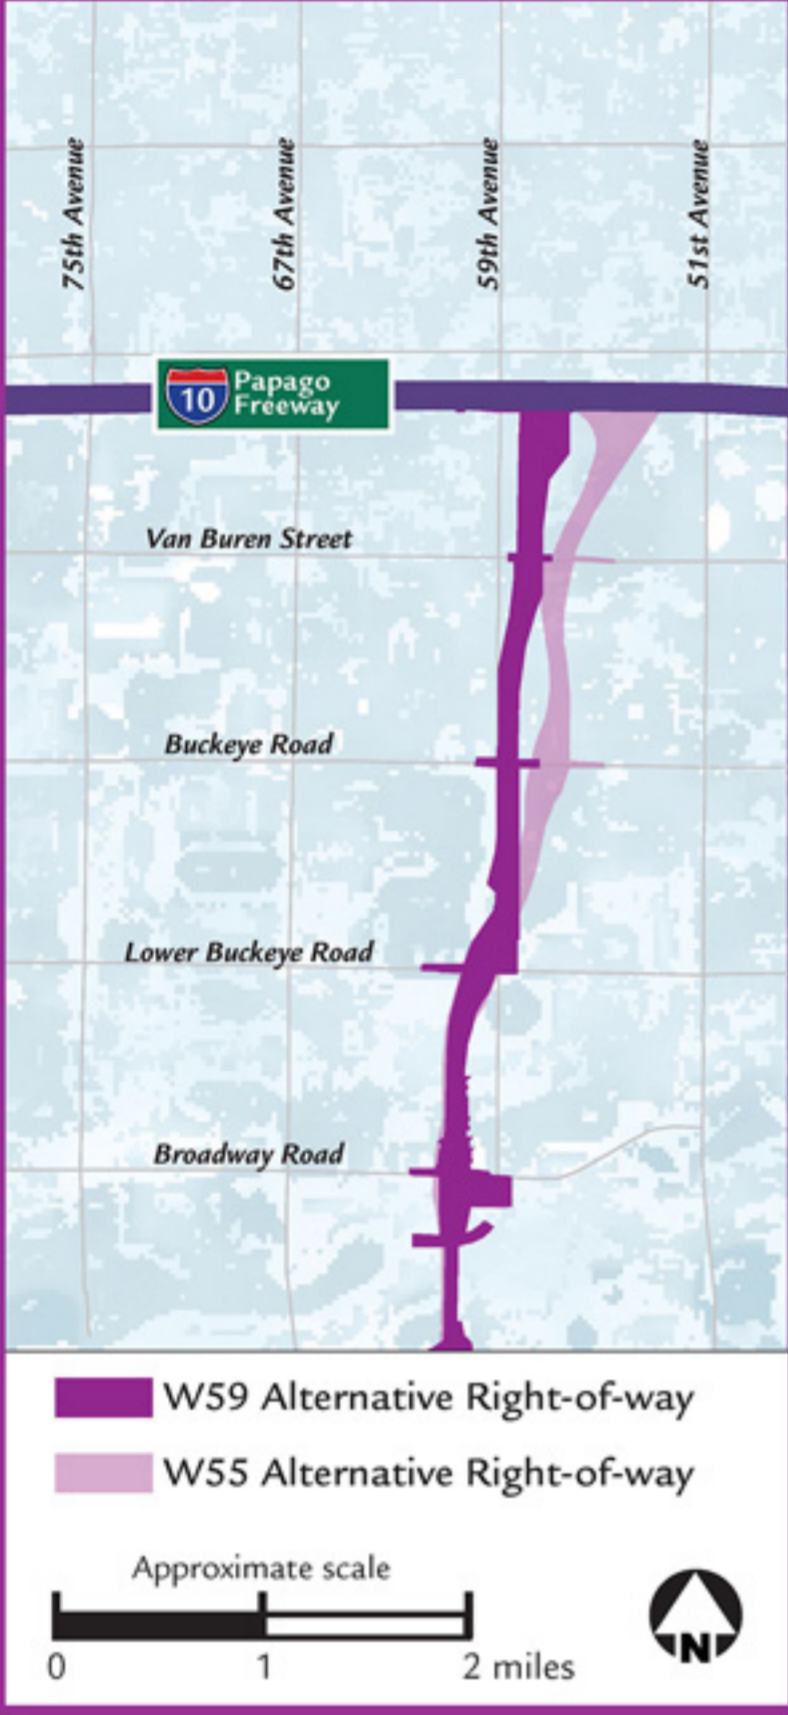 75th Avenue
67th Avenue
59th Avenue
51st Avenue
10
Papago
Freeway
Van Buren Street
Buckeye Road
Lower Buckeye Road
Broadway Road
W59 Alternative Right-of-way
W55 Alternative Right-of-way
Approximate scale
0 1 2 miles
N